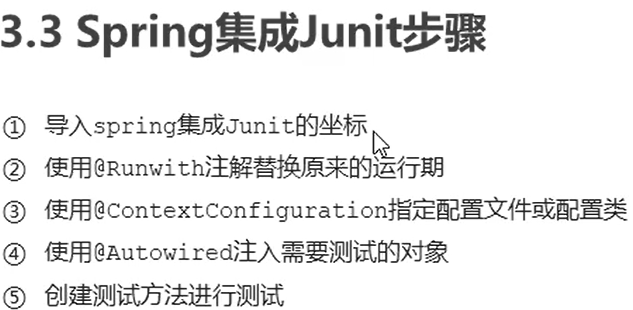 3.3 Spring集成Junit步骤
① 导入spring集成Junit的坐标
② 使用@Runwith注解替换原来的运行期
③ 使用@ContextConfiguration指定配置文件或配置类
④ 使用@Autowired注入需要测试的对象
⑤ 创建测试方法进行测试